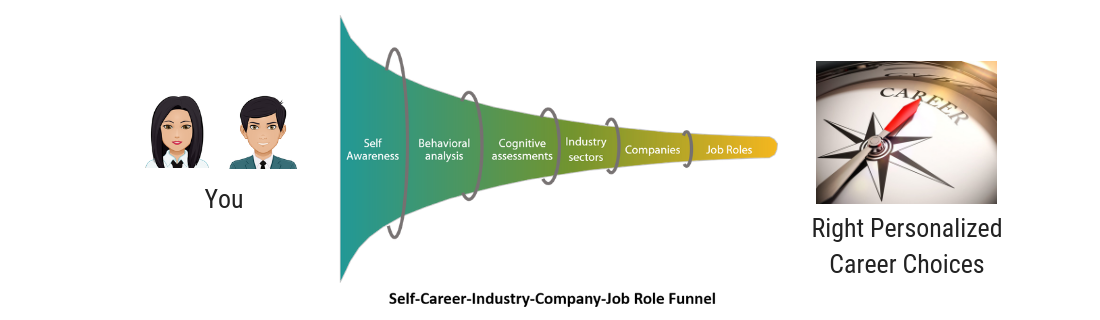 You
Self
Awareness
Behavioral
analysis
Cognitive
assessments
Industry
sectors
Companies
Job Roles
CAREER
Right Personalized
Career Choices
Self-Career-Industry-Company-Job Role Funnel